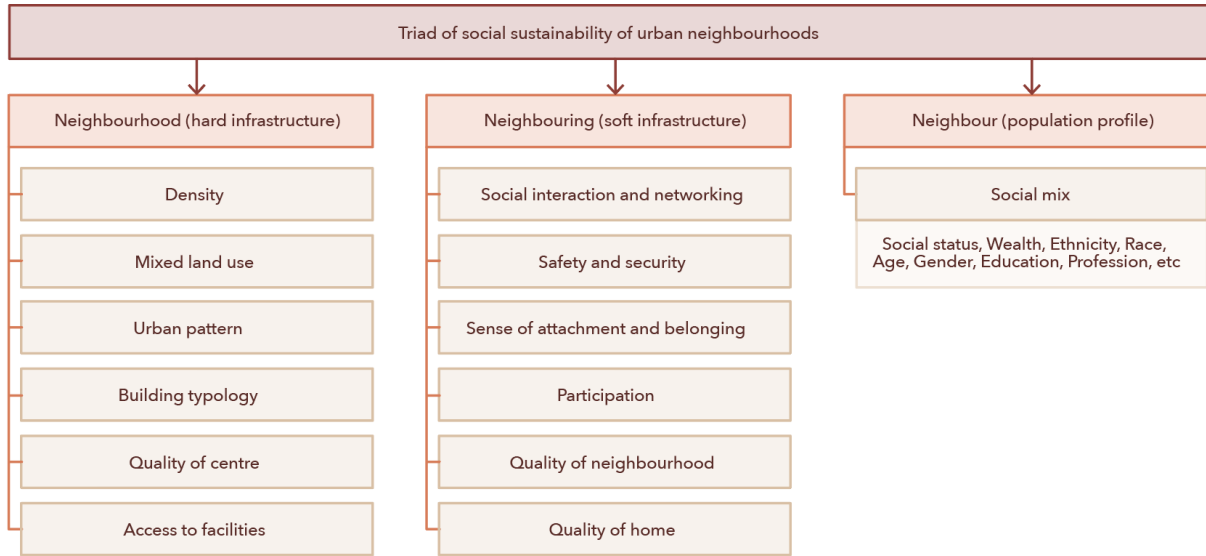 Triad of social sustainability of urban neighbourhoods
Neighbourhood (hard infrastructure)
Density
Mixed land use
Urban pattern
Building typology
Quality of centre
Access to facilities
Neighbouring (soft infrastructure)
Social interaction and networking
Safety and security
Sense of attachment and belonging
Participation
Quality of neighbourhood
Quality of home
Neighbour (population profile)
Social mix
Social status, Wealth, Ethnicity, Race,
Age, Gender, Education, Profession, etc